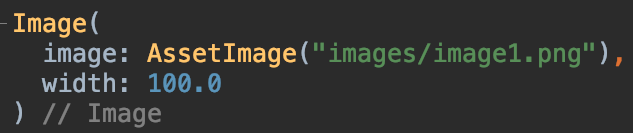 Image(
  image: AssetImage("images/image1.png"),
  width: 100.0
) // Image